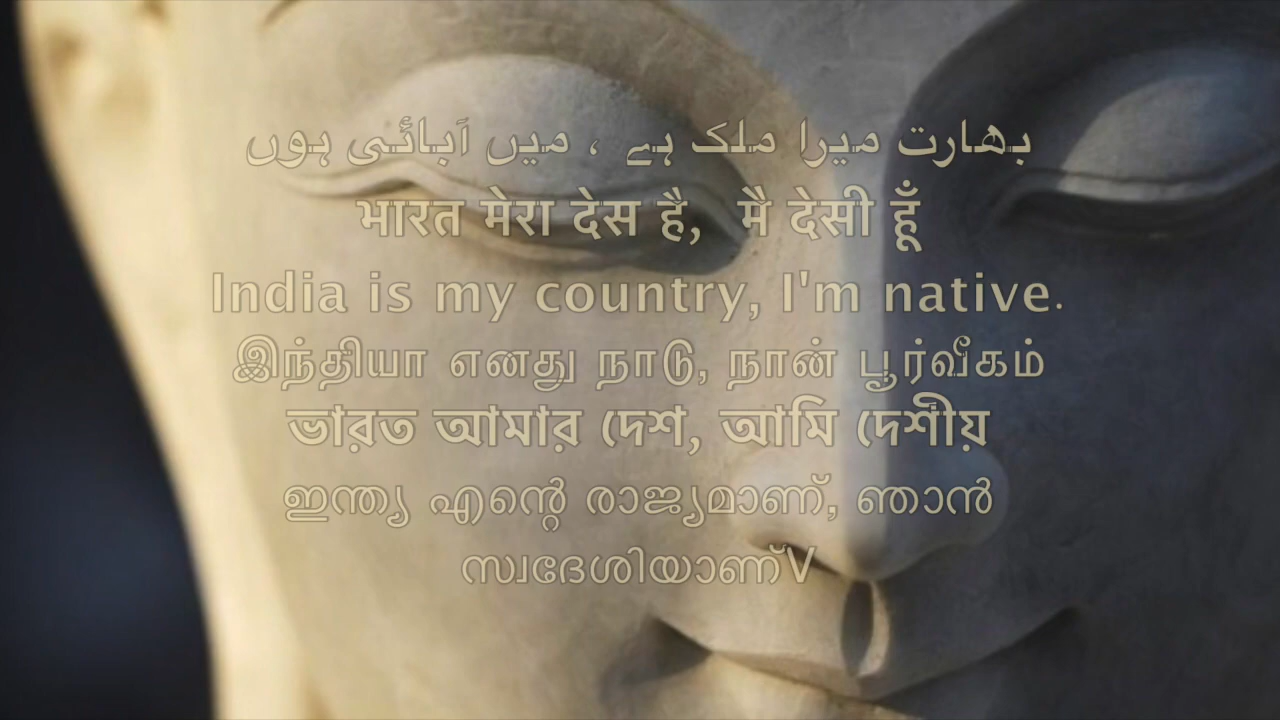 بھارت میرا ملک ہے ، میں آبائی ہوں
भारत मेरा देस है, मै देसी हूँ
India is my country, I'm native.
இந்தியா எனது நாடு, நான் பூர்வீகம்
ভারত আমার দেশ, আমি দেশীয়
ഇന്ത്യ എന്റെ രാജ്യമാണ്, ഞാൻ
സ്വദേശിയാണ്V